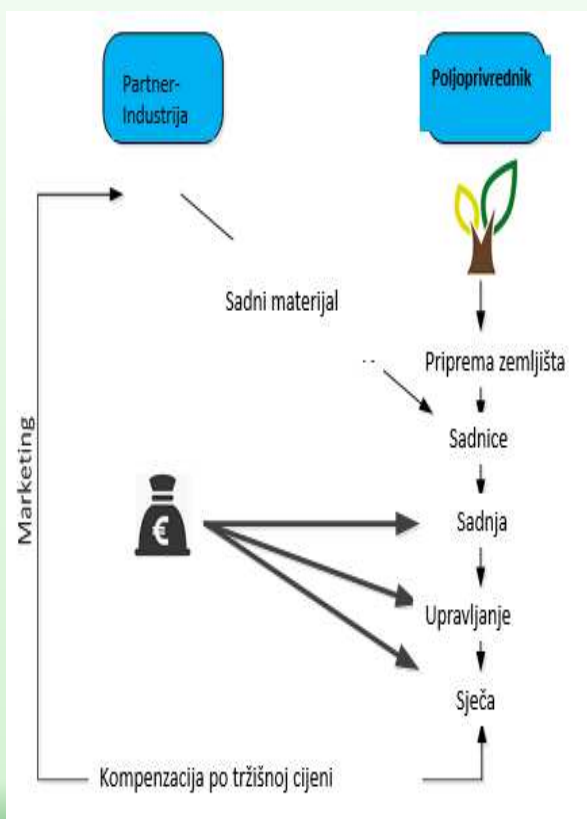 Partner-
Industrija
Poljoprivrednik
Sadni materijal
Priprema zemljišta
Sadnice
Sadnja
Upravljanje
Sječa
Marketing
€
Kompenzacija po tržišnoj cijeni